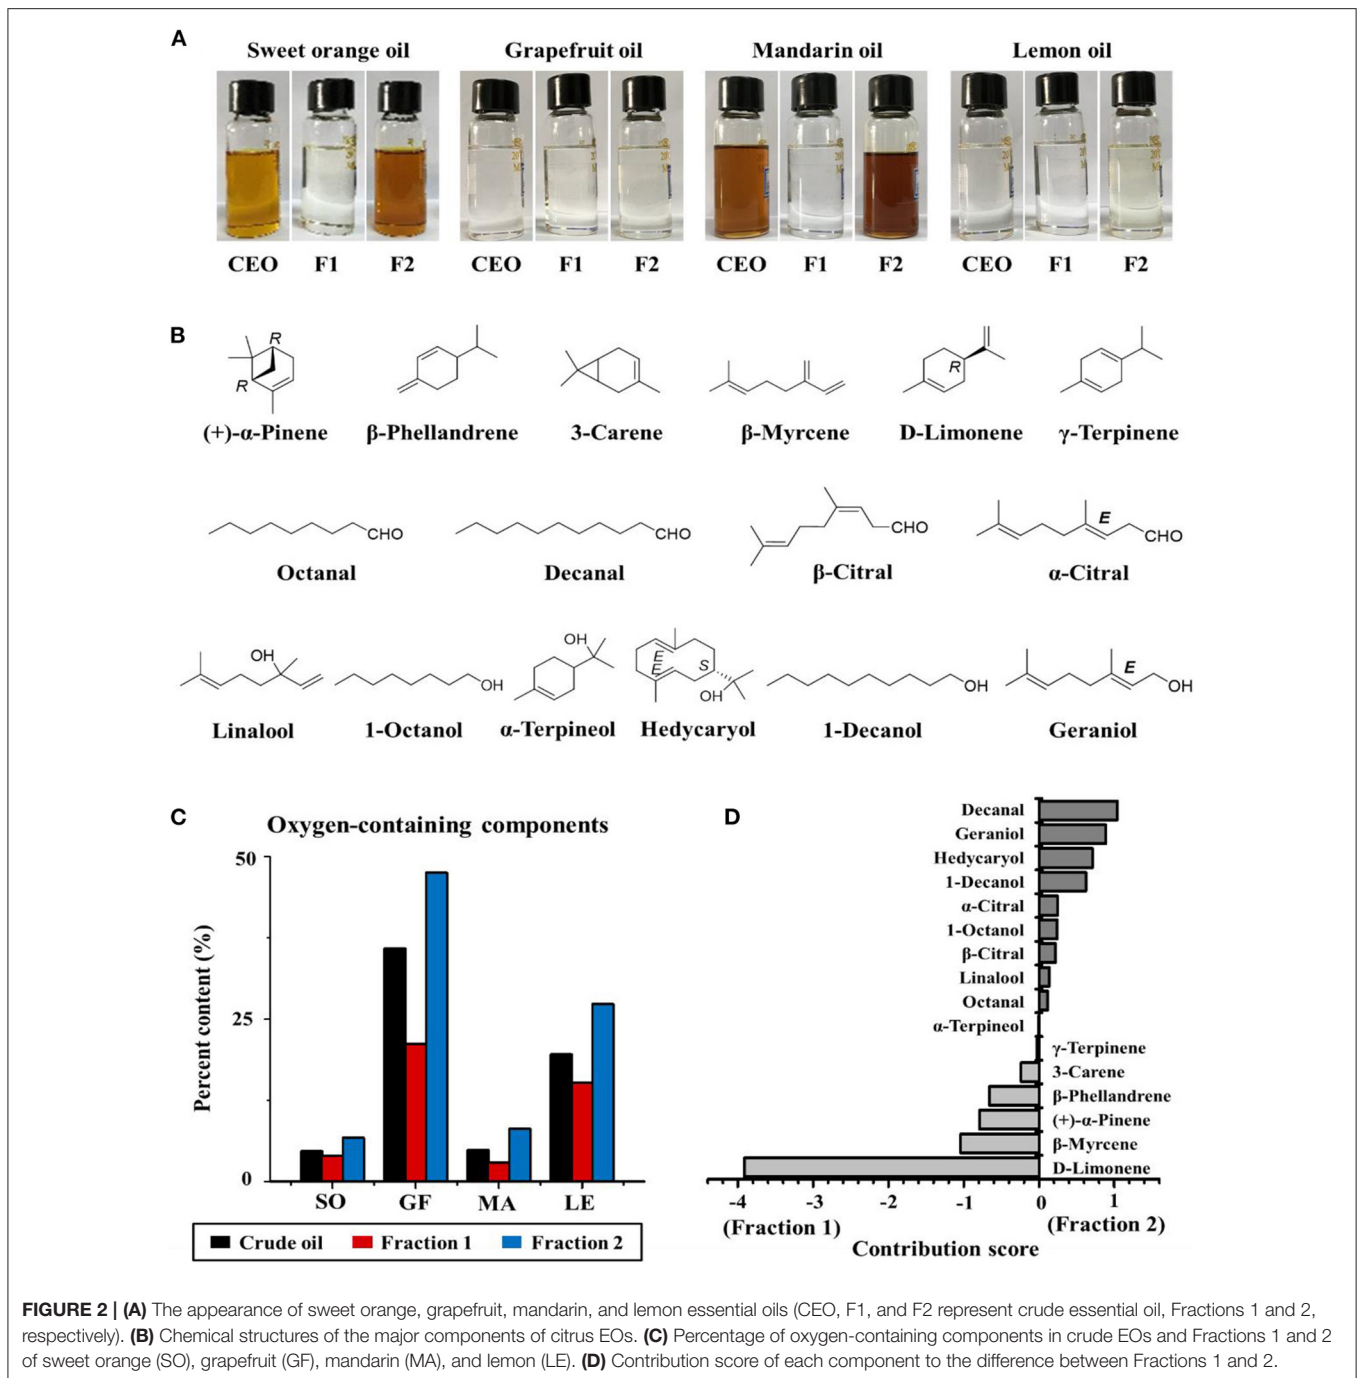 A
Sweet orange oil Grapefruit oil Mandarin oil Lemon oil
CEO F1 F2 CEO F1 F2 CEO F1 F2 CEO F1 F2
B
R
R
R
(+)-α-Pinene β-Phellandrene 3-Carene β-Myrcene D-Limonene γ-Terpinene
CHO CHO CHO E CHO
Octanal Decanal β-Citral α-Citral
OH OH OH E E S OH OH E OH
Linalool 1-Octanol α-Terpineol Hedycaryol 1-Decanol Geraniol
C
Oxygen-containing components
Percent content (%)
50
25
0
SO GF MA LE
Crude oil Fraction 1 Fraction 2
D
Decanal
Geraniol
Hedycaryol
1-Decanol
α-Citral
1-Octanol
β-Citral
Linalool
Octanal
α-Terpineol
γ-Terpinene
3-Carene
β-Phellandrene
(+)-α-Pinene
β-Myrcene
D-Limonene
-4 -3 -2 -1 0 1
(Fraction 1) (Fraction 2)
Contribution score
FIGURE 2 | (A) The appearance of sweet orange, grapefruit, mandarin, and lemon essential oils (CEO, F1, and F2 represent crude essential oil, Fractions 1 and 2,
respectively). (B) Chemical structures of the major components of citrus EOs. (C) Percentage of oxygen-containing components in crude EOs and Fractions 1 and 2
of sweet orange (SO), grapefruit (GF), mandarin (MA), and lemon (LE). (D) Contribution score of each component to the difference between Fractions 1 and 2.